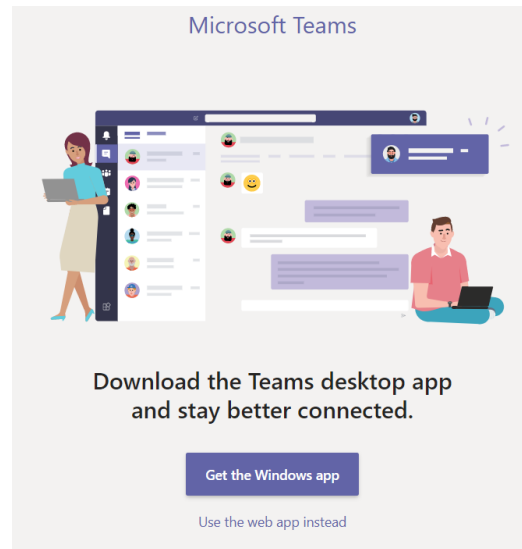 Microsoft Teams
Download the Teams desktop app
and stay better connected.
Get the Windows app
Use the web app instead